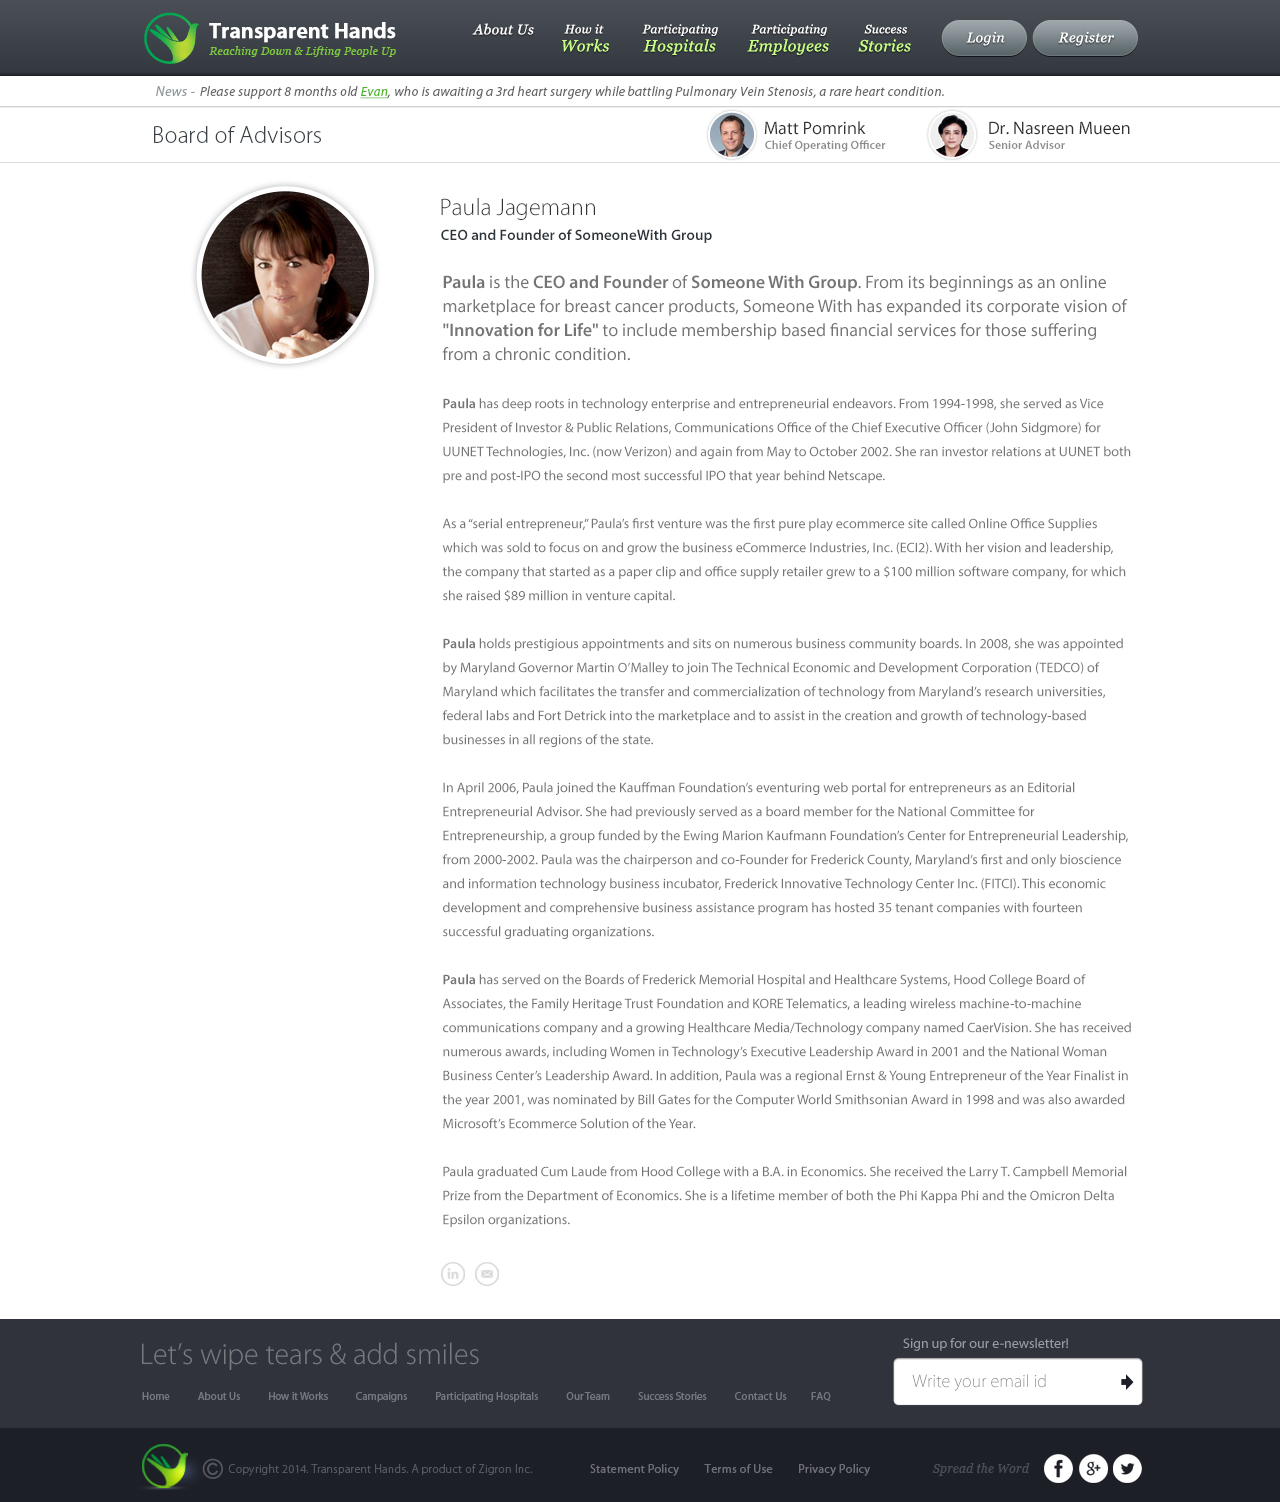 Transparent Hands
Reaching Down & Lifting People Up
About Us
How it
Works
Participating
Hospitals
Participating
Employees
Success
Stories
Login
Register
News - Please support 8 months old Evan, who is awaiting a 3rd heart surgery while battling Pulmonary Vein Stenosis, a rare heart condition.
Board of Advisors
Matt Pomrink
Chief Operating Officer
Dr. Nasreen Mueen
Senior Advisor
Paula Jagemann
CEO and Founder of SomeoneWith Group
Paula is the CEO and Founder of Someone With Group. From its beginnings as an online
marketplace for breast cancer products, Someone With has expanded its corporate vision of
"Innovation for Life" to include membership based financial services for those suffering
from a chronic condition.
Paula has deep roots in technology enterprise and entrepreneurial endeavors. From 1994-1998, she served as Vice
President of Investor & Public Relations, Communications Office of the Chief Executive Officer (John Sidgmore) for
UUNET Technologies, Inc. (now Verizon) and again from May to October 2002. She ran investor relations at UUNET both
pre and post-IPO the second most successful IPO that year behind Netscape.
As a “serial entrepreneur,” Paula’s first venture was the first pure play ecommerce site called Online Office Supplies
which was sold to focus on and grow the business eCommerce Industries, Inc. (ECI2). With her vision and leadership,
the company that started as a paper clip and office supply retailer grew to a $100 million software company, for which
she raised $89 million in venture capital.
Paula holds prestigious appointments and sits on numerous business community boards. In 2008, she was appointed
by Maryland Governor Martin O’Malley to join The Technical Economic and Development Corporation (TEDCO) of
Maryland which facilitates the transfer and commercialization of technology from Maryland’s research universities,
federal labs and Fort Detrick into the marketplace and to assist in the creation and growth of technology-based
businesses in all regions of the state.
In April 2006, Paula joined the Kauffman Foundation’s eventuring web portal for entrepreneurs as an Editorial
Entrepreneurial Advisor. She had previously served as a board member for the National Committee for
Entrepreneurship, a group funded by the Ewing Marion Kaufmann Foundation’s Center for Entrepreneurial Leadership,
from 2000-2002. Paula was the chairperson and co-Founder for Frederick County, Maryland’s first and only bioscience
and information technology business incubator, Frederick Innovative Technology Center Inc. (FITCI). This economic
development and comprehensive business assistance program has hosted 35 tenant companies with fourteen
successful graduating organizations.
Paula has served on the Boards of Frederick Memorial Hospital and Healthcare Systems, Hood College Board of
Associates, the Family Heritage Trust Foundation and KORE Telematics, a leading wireless machine-to-machine
communications company and a growing Healthcare Media/Technology company named CaerVision. She has received
numerous awards, including Women in Technology’s Executive Leadership Award in 2001 and the National Woman
Business Center’s Leadership Award. In addition, Paula was a regional Ernst & Young Entrepreneur of the Year Finalist in
the year 2001, was nominated by Bill Gates for the Computer World Smithsonian Award in 1998 and was also awarded
Microsoft’s Ecommerce Solution of the Year.
Paula graduated Cum Laude from Hood College with a B.A. in Economics. She received the Larry T. Campbell Memorial
Prize from the Department of Economics. She is a lifetime member of both the Phi Kappa Phi and the Omicron Delta
Epsilon organizations.
in
Let’s wipe tears & add smiles
Home
About Us
How it Works
Campaigns
Participating Hospitals
Our Team
Success Stories
Contact Us
FAQ
Sign up for our e-newsletter!
Write your email id
© Copyright 2014. Transparent Hands. A product of Zigron Inc.
Statement Policy
Terms of Use
Privacy Policy
Spread the Word
f
g+